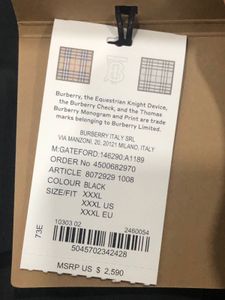 TB
Burberry, the Equestrian Knight Device,
the Burberry Check; and the Thomas
Burberry Monogram and Print are trade
marks belonging to Burberry Limited.
BURBERRY ITALY SRL
VIA MANZONI, 20, 20121 MILANO, ITALY
M:GATEFORD:146290:A1189
ORDER No 4500682970
ARTICLE 8072929 1008
COLOUR BLACK
SIZE/FIT XXXL
XXXL US
XXXL EU
73E
10303.02 2460054
5045702342428
MSRP US $ 2,590